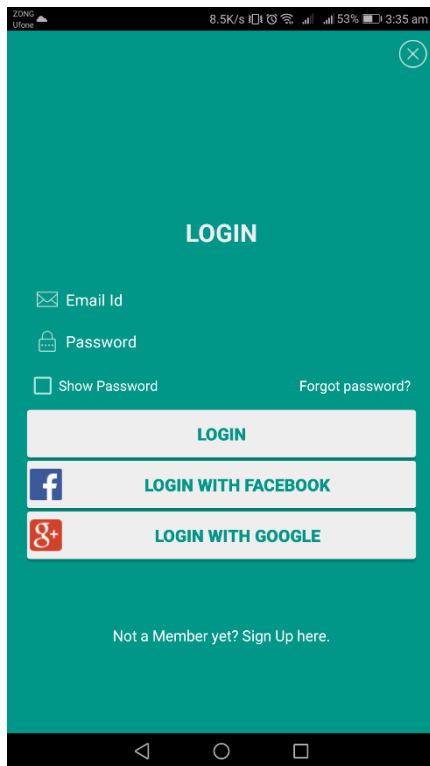 ZONG
Ufone
8.5K/s 53% 3:35 am
LOGIN
Email Id
Password
Show Password Forgot password?
LOGIN
f LOGIN WITH FACEBOOK
g+ LOGIN WITH GOOGLE
Not a Member yet? Sign Up here.